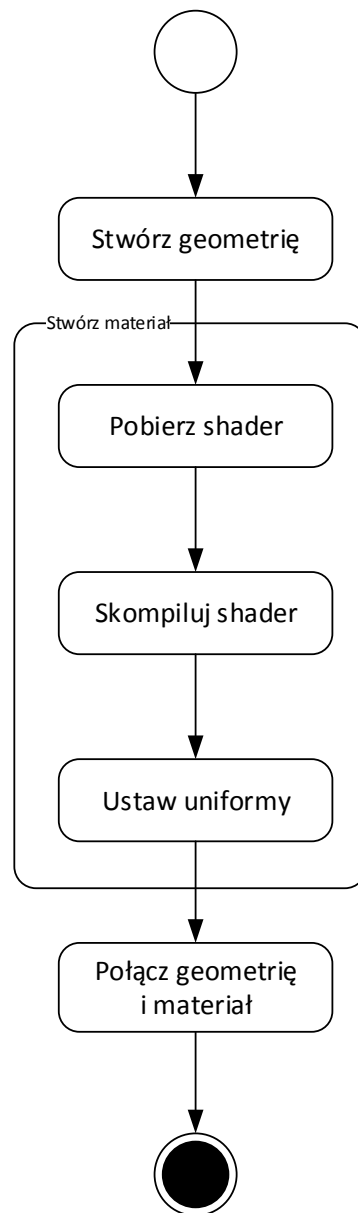 Stwórz geometrię
Stwórz materiał
Pobierz shader
Skompiluj shader
Ustaw uniformy
Połącz geometrię
i materiał